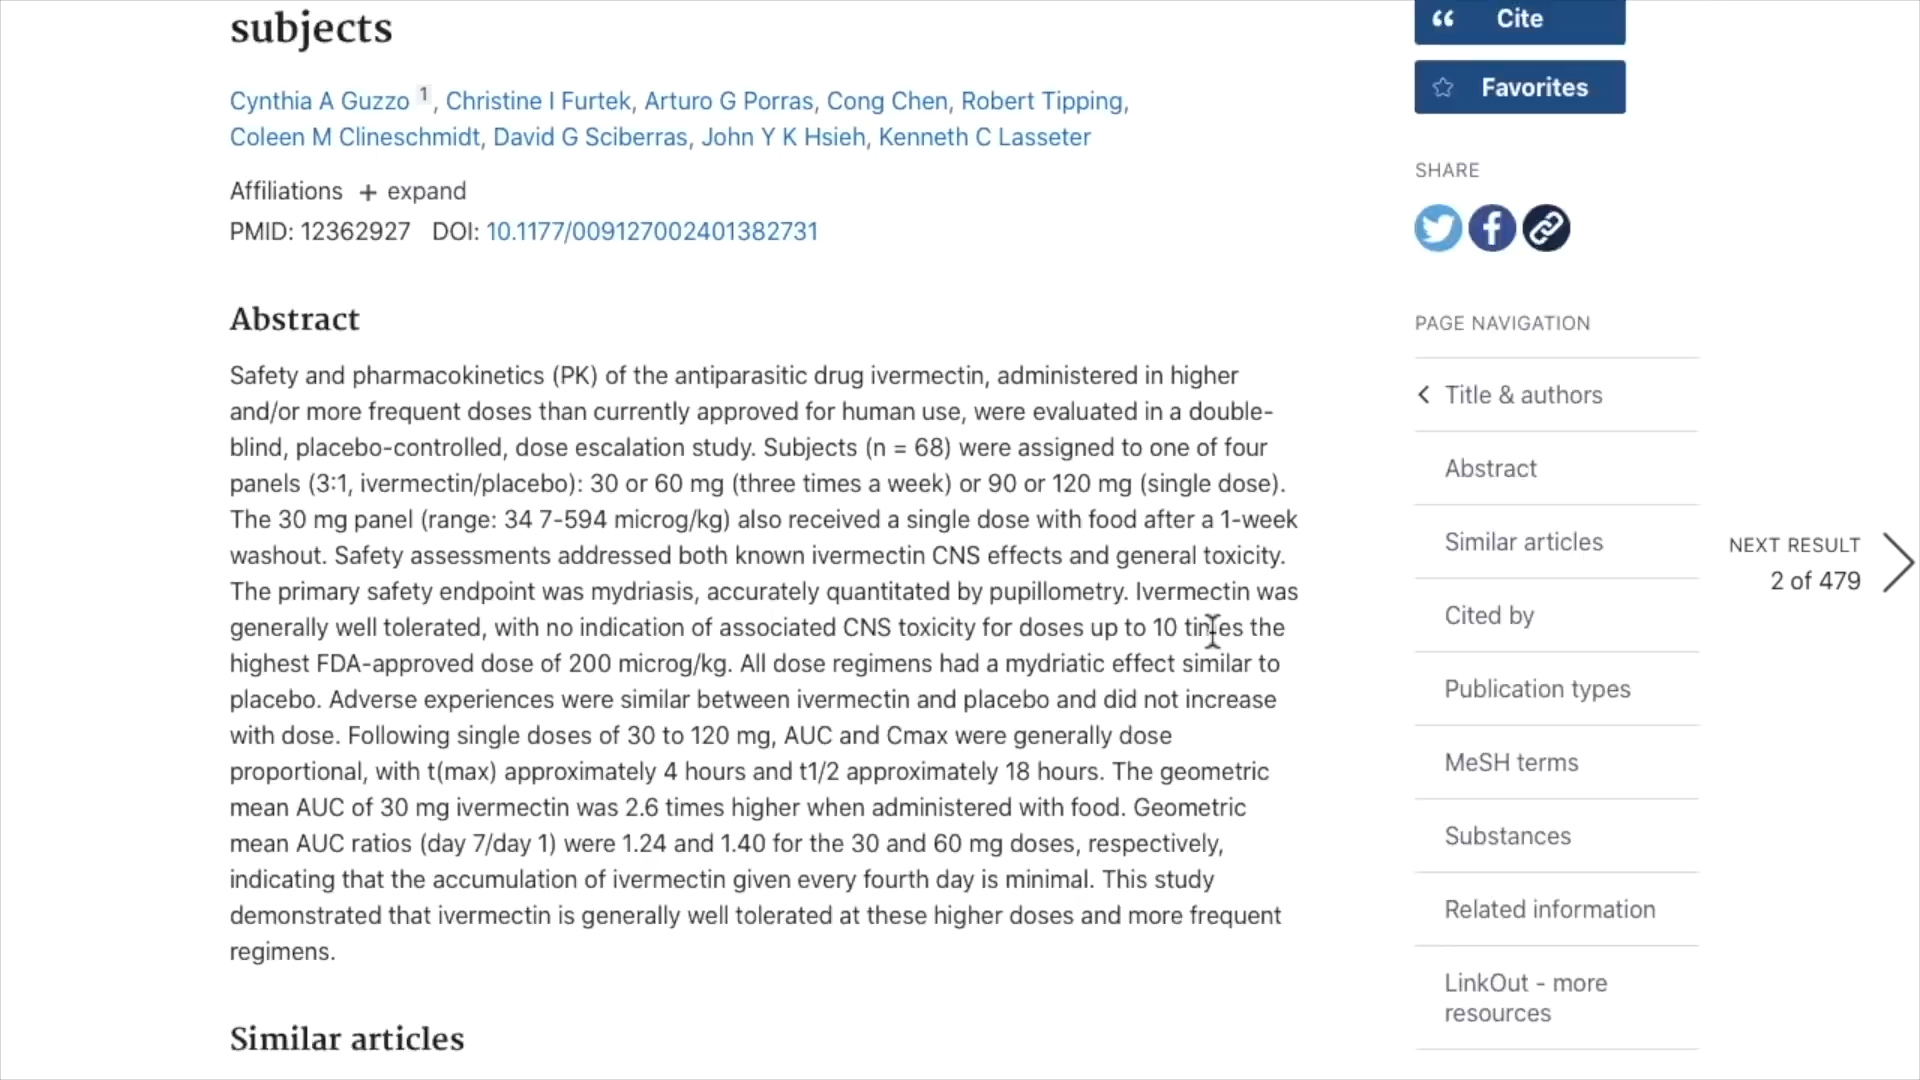 subjects
Cynthia A Guzzo 1, Christine I Furtek, Arturo G Porras, Cong Chen, Robert Tipping,
Coleen M Clineschmidt, David G Sciberras, John Y K Hsieh, Kenneth C Lasseter
Affiliations + expand
PMID: 12362927 DOI: 10.1177/009127002401382731
Abstract
Safety and pharmacokinetics (PK) of the antiparasitic drug ivermectin, administered in higher
and/or more frequent doses than currently approved for human use, were evaluated in a double-
blind, placebo-controlled, dose escalation study. Subjects (n = 68) were assigned to one of four
panels (3:1, ivermectin/placebo): 30 or 60 mg (three times a week) or 90 or 120 mg (single dose).
The 30 mg panel (range: 34 7-594 microg/kg) also received a single dose with food after a 1-week
washout. Safety assessments addressed both known ivermectin CNS effects and general toxicity.
The primary safety endpoint was mydriasis, accurately quantitated by pupillometry. Ivermectin was
generally well tolerated, with no indication of associated CNS toxicity for doses up to 10 times the
highest FDA-approved dose of 200 microg/kg. All dose regimens had a mydriatic effect similar to
placebo. Adverse experiences were similar between ivermectin and placebo and did not increase
with dose. Following single doses of 30 to 120 mg, AUC and Cmax were generally dose
proportional, with t(max) approximately 4 hours and t1/2 approximately 18 hours. The geometric
mean AUC of 30 mg ivermectin was 2.6 times higher when administered with food. Geometric
mean AUC ratios (day 7/day 1) were 1.24 and 1.40 for the 30 and 60 mg doses, respectively,
indicating that the accumulation of ivermectin given every fourth day is minimal. This study
demonstrated that ivermectin is generally well tolerated at these higher doses and more frequent
regimens.
Similar articles
Cite
Favorites
SHARE
PAGE NAVIGATION
Title & authors
Abstract
Similar articles
Cited by
Publication types
MeSH terms
Substances
Related information
LinkOut - more
resources
NEXT RESULT
2 of 479